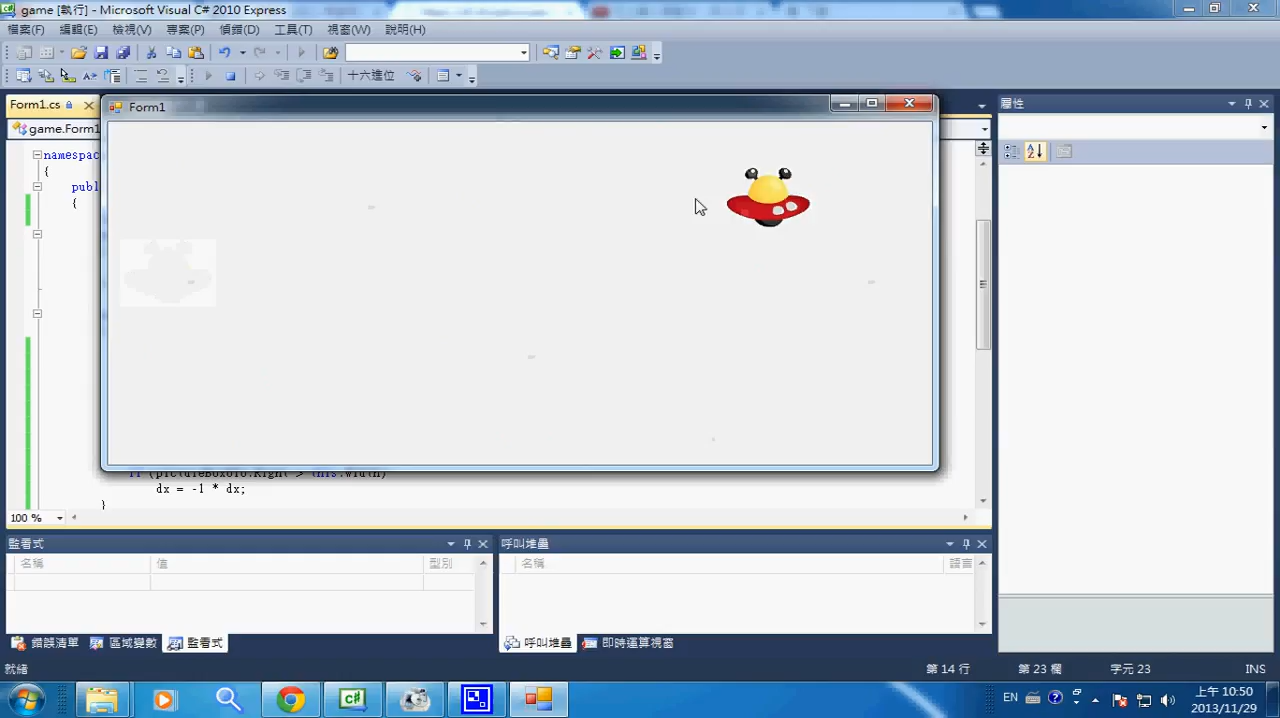 game [執行] - Microsoft Visual C# 2010 Express
檔案(F) 編輯(E) 檢視(V) 專案(P) 偵錯(D) 工具(T) 視窗(W) 說明(H)
十六進位
Form1.cs
Form1
屬性
game.Form1
namespac
{
publ
{
dx = -1 * dx;
}
100 %
監看式
呼叫堆疊
名稱 值 型別
名稱 語言
錯誤清單 區域變數 監看式
呼叫堆疊 即時運算視窗
就緒 第 14 行 第 23 欄 字元 23 INS
EN
上午 10:50
2013/11/29